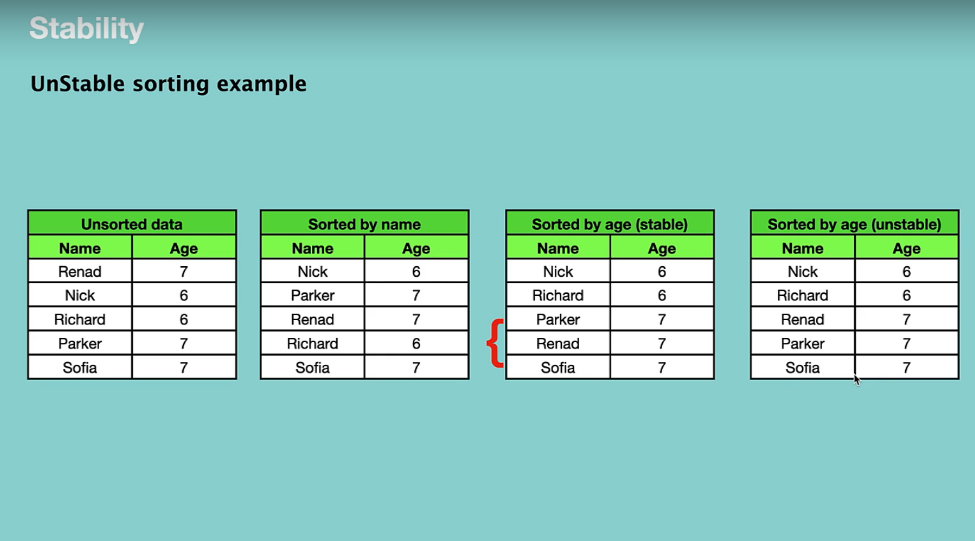 Stability
UnStable sorting example
Unsorted data
Name Age
Renad 7
Nick 6
Richard 6
Parker 7
Sofia 7
Sorted by name
Name Age
Nick 6
Parker 7
Renad 7
Richard 6
Sofia 7
Sorted by age (stable)
Name Age
Nick 6
Richard 6
Parker 7
Renad 7
Sofia 7
Sorted by age (unstable)
Name Age
Nick 6
Richard 6
Renad 7
Parker 7
Sofia 7